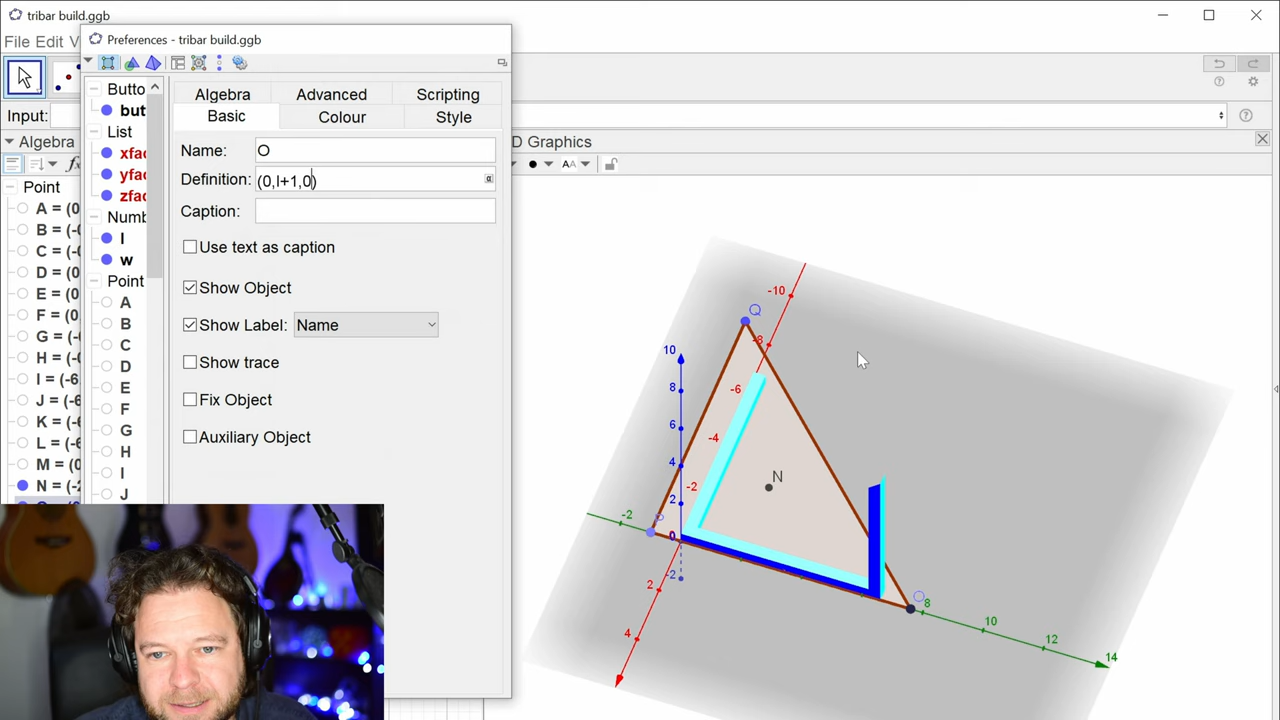 tribar build.ggb
File Edit V
Preferences - tribar build.ggb
Input:
Algebra
D Graphics
AA
Point
A = (0
B = (-0
C = (-0
D = (0
E = (0
F = (0
G = (-6
H = (-6
I = (-6
J = (-6
K = (-6
L = (-6
M = (0
N = (-2
Butto
but
List
xfac
yfac
zfac
Numb
l
w
Point
A
B
C
D
E
F
G
H
I
J
Algebra Advanced Scripting
Basic Colour Style
Name: O
Definition: (0,l+1,0)
α
Caption:
Use text as caption
Show Object
Show Label: Name
Show trace
Fix Object
Auxiliary Object
-10
Q
10
-8
8
-6
6
-4
4
N
-2
2
-2
P
0
O
-2
2
8
10
12
4
14